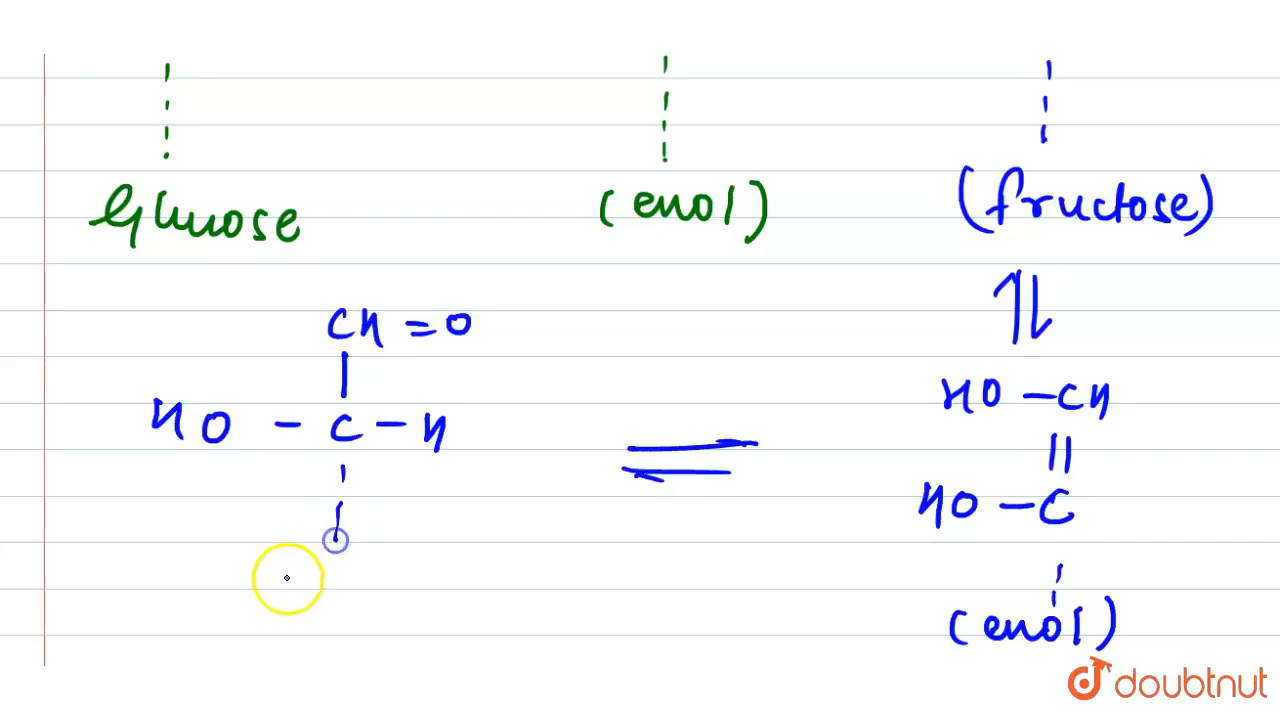 Glucose (enol) (fructose)
CH = O
HO - C - H
HO - CH
HO - C
(enol)
doubtnut